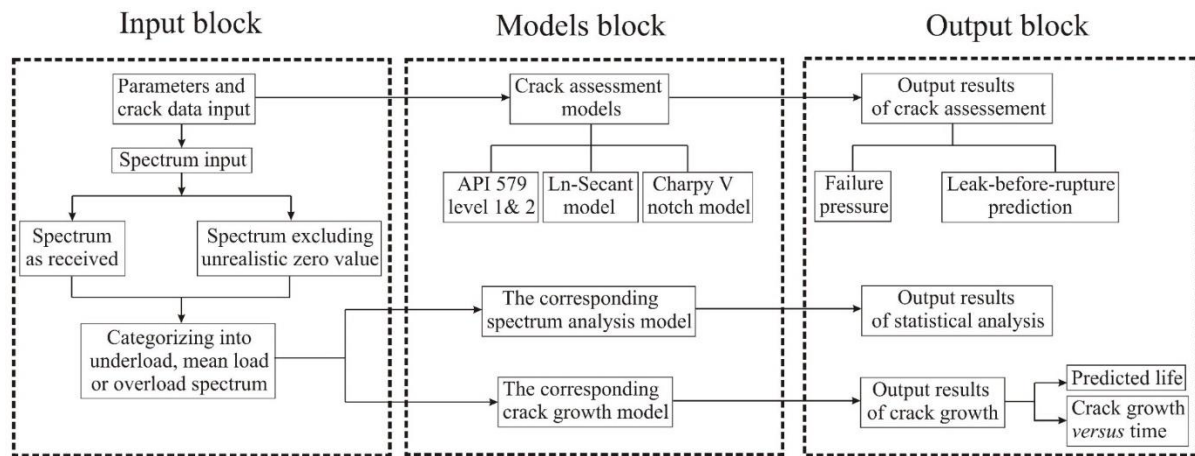 Input block
Models block
Output block
Parameters and
crack data input
Spectrum input
Spectrum
as received
Spectrum excluding
unrealistic zero value
Categorizing into
underload, mean load
or overload spectrum
Crack assessment
models
API 579
level 1& 2
Ln-Secant
model
Charpy V
notch model
The corresponding
spectrum analysis model
The corresponding
crack growth model
Output results
of crack assessement
Failure
pressure
Leak-before-rupture
prediction
Output results
of statistical analysis
Output results
of crack growth
Predicted life
Crack growth
versus time